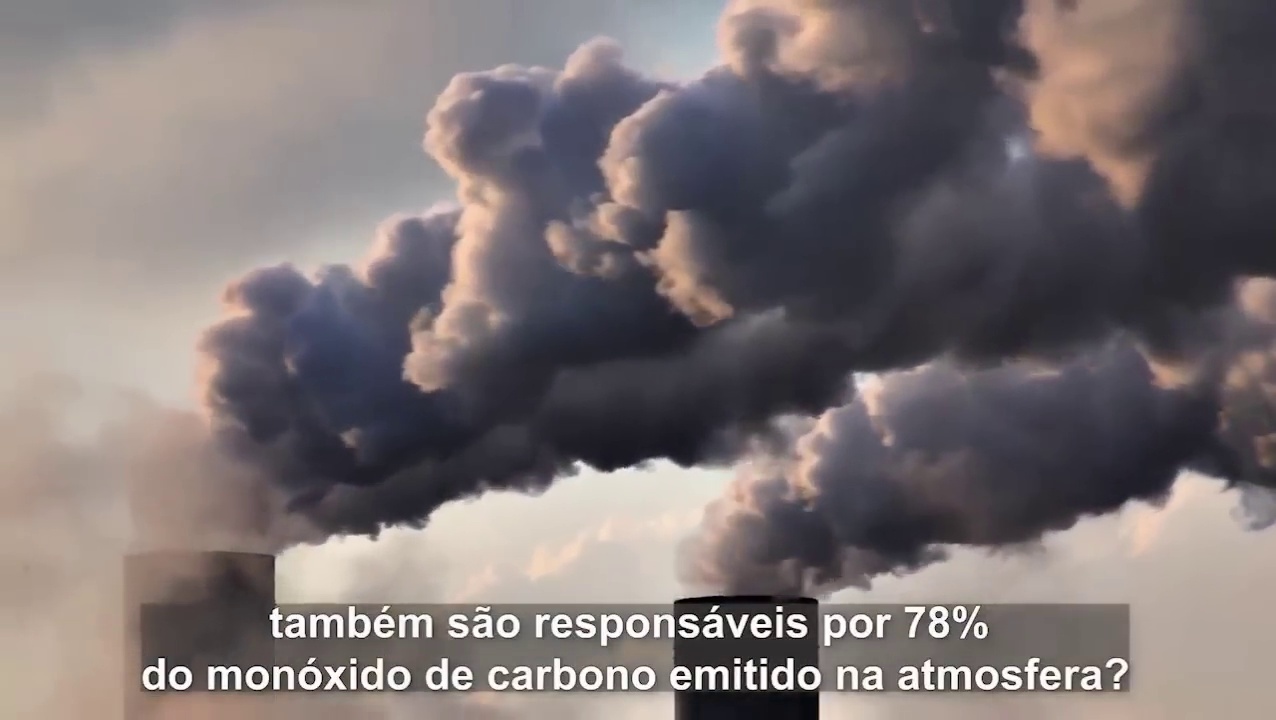 também são responsáveis por 78%
do monóxido de carbono emitido na atmosfera?